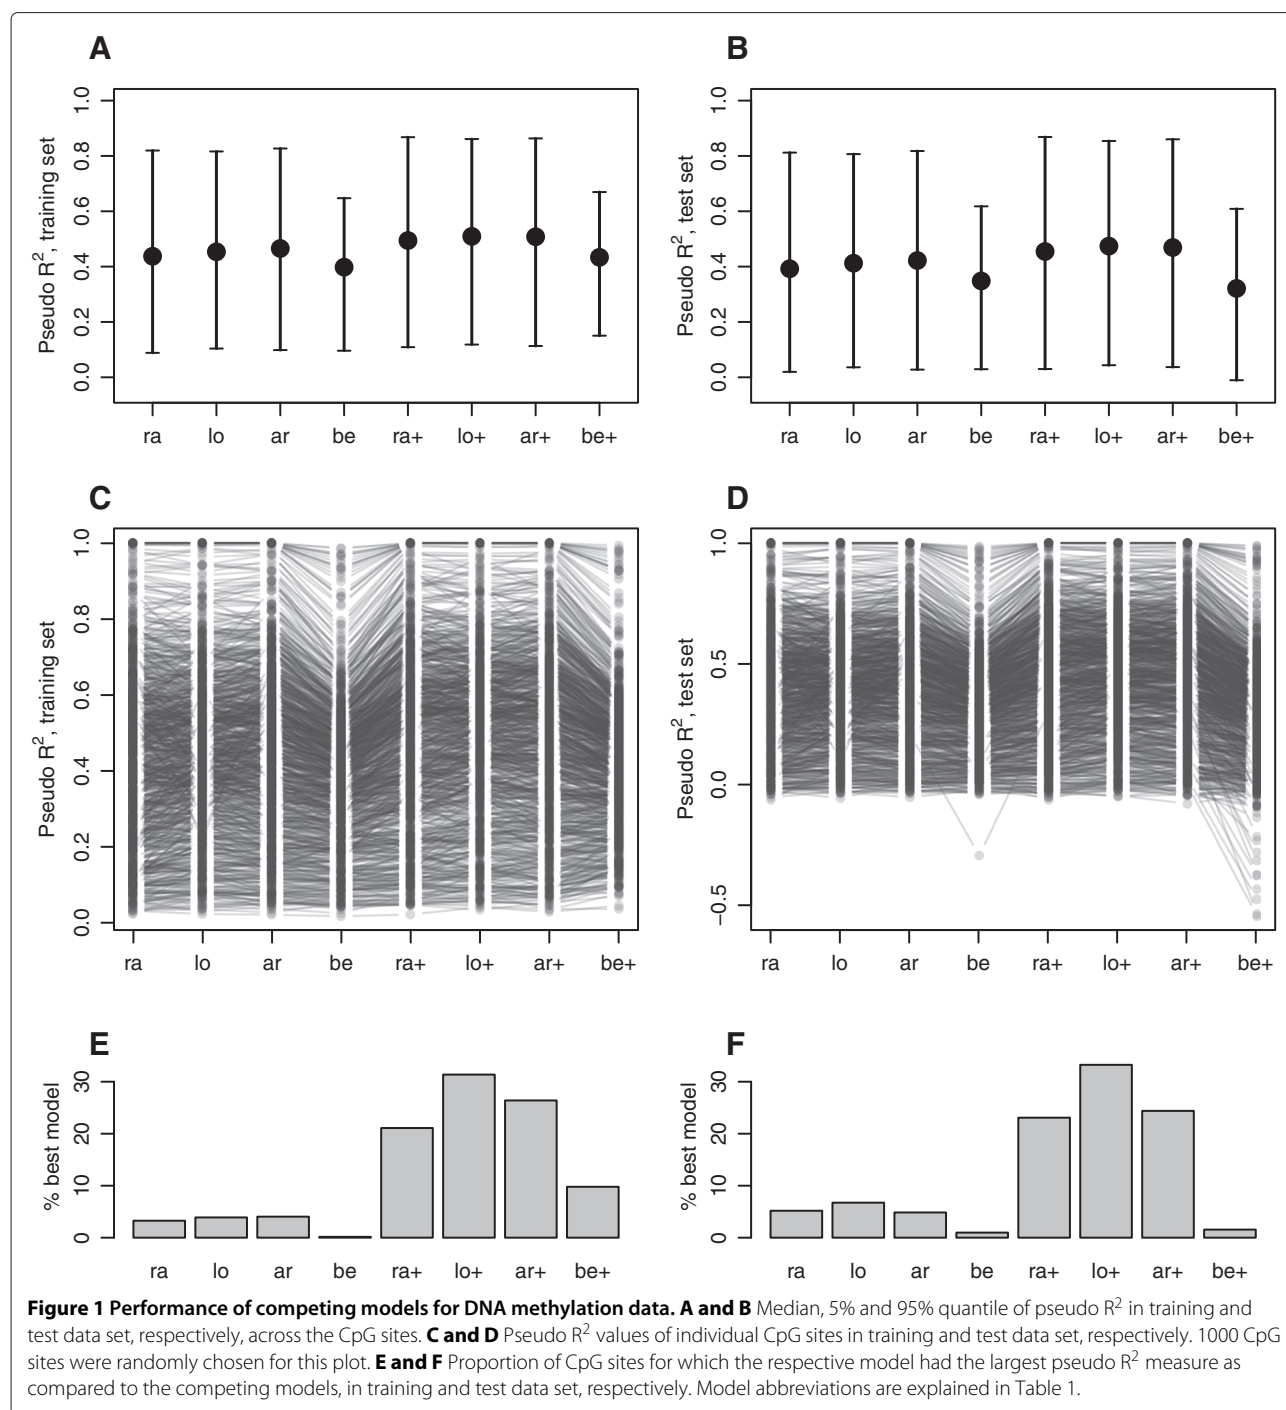 A
Pseudo R², training set
1.0
0.8
0.6
0.4
0.2
0.0
ra lo ar be ra+ lo+ ar+ be+
B
Pseudo R², test set
1.0
0.8
0.6
0.4
0.2
0.0
ra lo ar be ra+ lo+ ar+ be+
C
Pseudo R², training set
1.0
0.8
0.6
0.4
0.2
0.0
ra lo ar be ra+ lo+ ar+ be+
D
Pseudo R², test set
1.0
0.5
0.0
−0.5
ra lo ar be ra+ lo+ ar+ be+
E
% best model
30
20
10
0
ra lo ar be ra+ lo+ ar+ be+
F
% best model
30
20
10
0
ra lo ar be ra+ lo+ ar+ be+
Figure 1 Performance of competing models for DNA methylation data. A and B Median, 5% and 95% quantile of pseudo R² in training and
test data set, respectively, across the CpG sites. C and D Pseudo R² values of individual CpG sites in training and test data set, respectively. 1000 CpG
sites were randomly chosen for this plot. E and F Proportion of CpG sites for which the respective model had the largest pseudo R² measure as
compared to the competing models, in training and test data set, respectively. Model abbreviations are explained in Table 1.